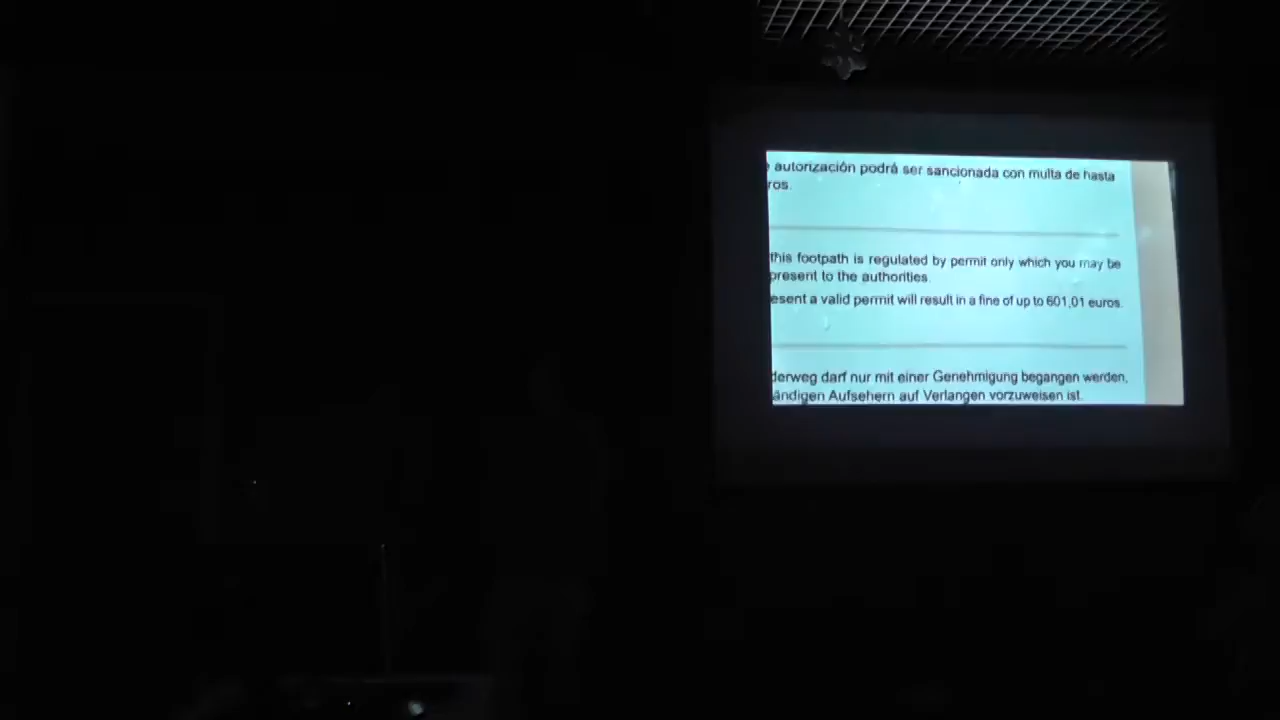 autorización podrá ser sancionada con multa de hasta
ros.
this footpath is regulated by permit only which you may be
present to the authorities.
esent a valid permit will result in a fine of up to 601,01 euros.
derweg darf nur mit einer Genehmigung begangen werden,
ändigen Aufsehern auf Verlangen vorzuweisen ist.